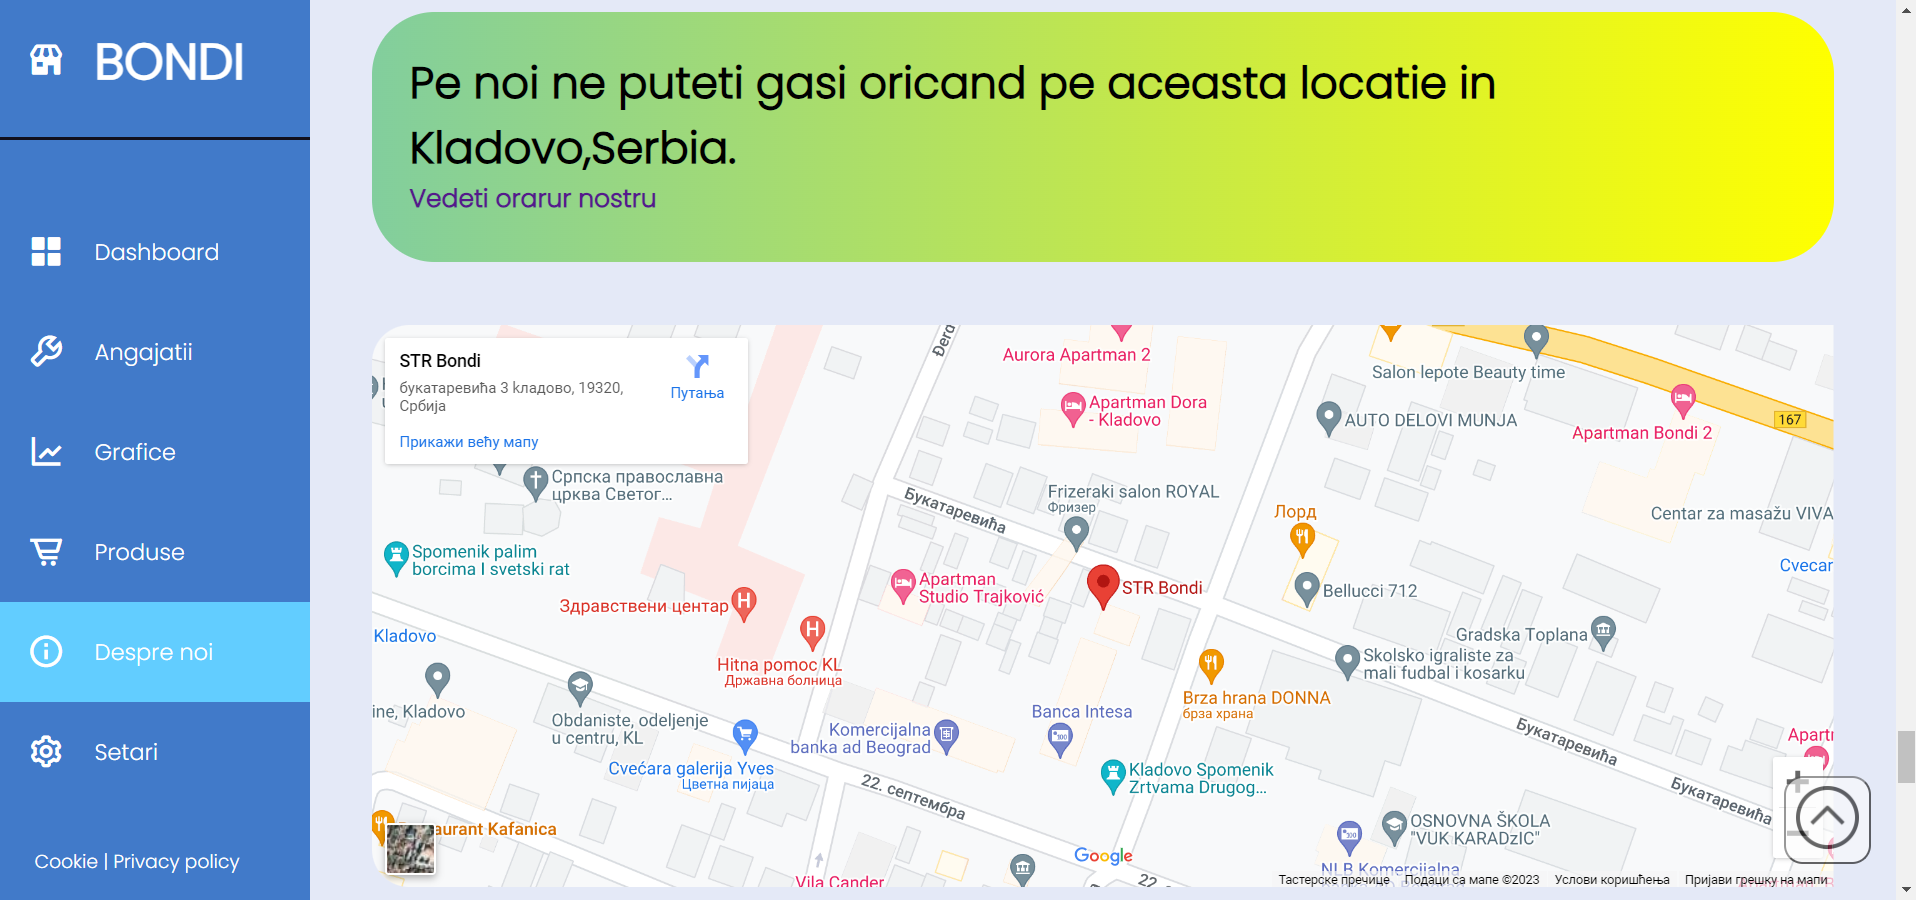 BONDI
Dashboard
Angajatii
Grafice
Produse
Despre noi
Setari
Cookie | Privacy policy
Pe noi ne puteti gasi oricand pe aceasta locatie in
Kladovo,Serbia.
Vedeti orarur nostru
STR Bondi
букатаревића 3 кладово, 19320,
Србија
Путања
Прикажи већу мапу
Đerd
Aurora Apartman 2
Salon lepote Beauty time
Apartman Dora
- Kladovo
AUTO DELOVI MUNJA
167
Apartman Bondi 2
Српска православна
црква Светог...
Букатаревића
Frizeraki salon ROYAL
Фризер
Лорд
Centar za masažu VIVA
Spomenik palim
borcima I svetski rat
Cvecar
Apartman
Studio Trajković
STR Bondi
Bellucci 712
Здравствени центар
Kladovo
Gradska Toplana
Hitna pomoc KL
Државна болница
Skolsko igraliste za
mali fudbal i kosarku
Brza hrana DONNA
брза храна
ine, Kladovo
Obdaniste, odeljenje
u centru, KL
Komercijalna
banka ad Beograd
Banca Intesa
Букатаревића
Apartr
Cvećara galerija Yves
Цветна пијаца
Kladovo Spomenik
Zrtvama Drugog...
22. септембра
Букатаревића
aurant Kafanica
OSNOVNA ŠKOLA
"VUK KARADzIC"
Google
NLB Komercijalna
Vila Cander
22. се
Тастерске пречице
Подаци са мапе ©2023
Услови коришћења
Пријави грешку на мапи